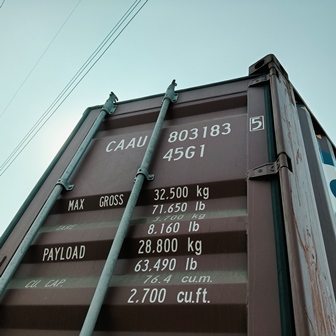 CAAU 803183 5
45G1
MAX GROSS 32.500 kg
71.650 lb
TARE 3.700 kg
8.160 lb
PAYLOAD 28.800 kg
63.490 lb
CU. CAP. 76.4 cu.m.
2.700 cu.ft.